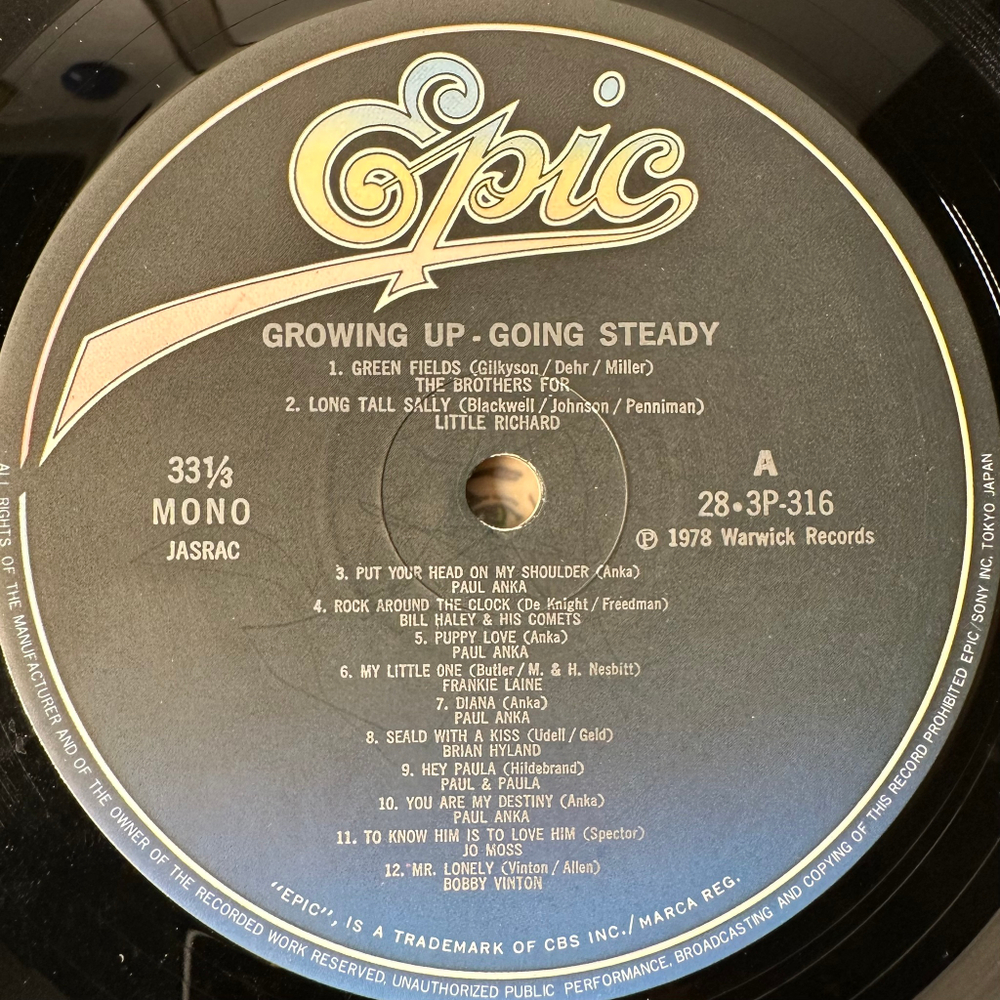 Epic
GROWING UP - GOING STEADY
1. GREEN FIELDS (Gilkyson / Dehr / Miller)
THE BROTHERS FOR
2. LONG TALL SALLY (Blackwell / Johnson / Penniman)
LITTLE RICHARD
33⅓
MONO
JASRAC
A
28•3P-316
Ⓟ 1978 Warwick Records
3. PUT YOUR HEAD ON MY SHOULDER (Anka)
PAUL ANKA
4. ROCK AROUND THE CLOCK (De Knight / Freedman)
BILL HALEY & HIS COMETS
5. PUPPY LOVE (Anka)
PAUL ANKA
6. MY LITTLE ONE (Butler / M. & H. Nesbitt)
FRANKIE LAINE
7. DIANA (Anka)
PAUL ANKA
8. SEALD WITH A KISS (Udell / Geld)
BRIAN HYLAND
9. HEY PAULA (Hildebrand)
PAUL & PAULA
10. YOU ARE MY DESTINY (Anka)
PAUL ANKA
11. TO KNOW HIM IS TO LOVE HIM (Spector)
JO MOSS
12. MR. LONELY (Vinton / Allen)
BOBBY VINTON
"EPIC", IS A TRADEMARK OF CBS INC./MARCA REG.
ALL RIGHTS OF THE MANUFACTURER AND OF THE OWNER OF THE RECORDED WORK RESERVED. UNAUTHORIZED PUBLIC PERFORMANCE, BROADCASTING AND COPYING OF THIS RECORD PROHIBITED EPIC/SONY INC. TOKYO JAPAN